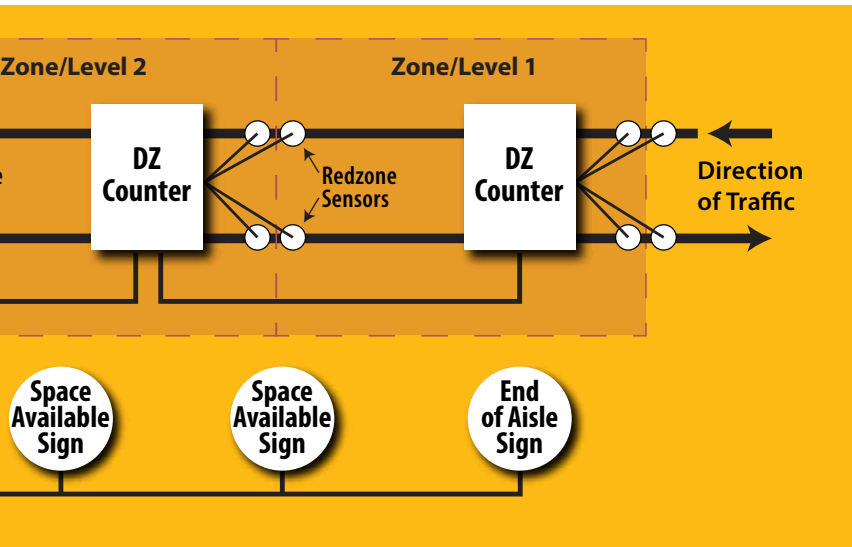 Zone/Level 2
Zone/Level 1
DZ
Counter
Redzone
Sensors
DZ
Counter
Direction
of Traffic
Space
Available
Sign
Space
Available
Sign
End
of Aisle
Sign